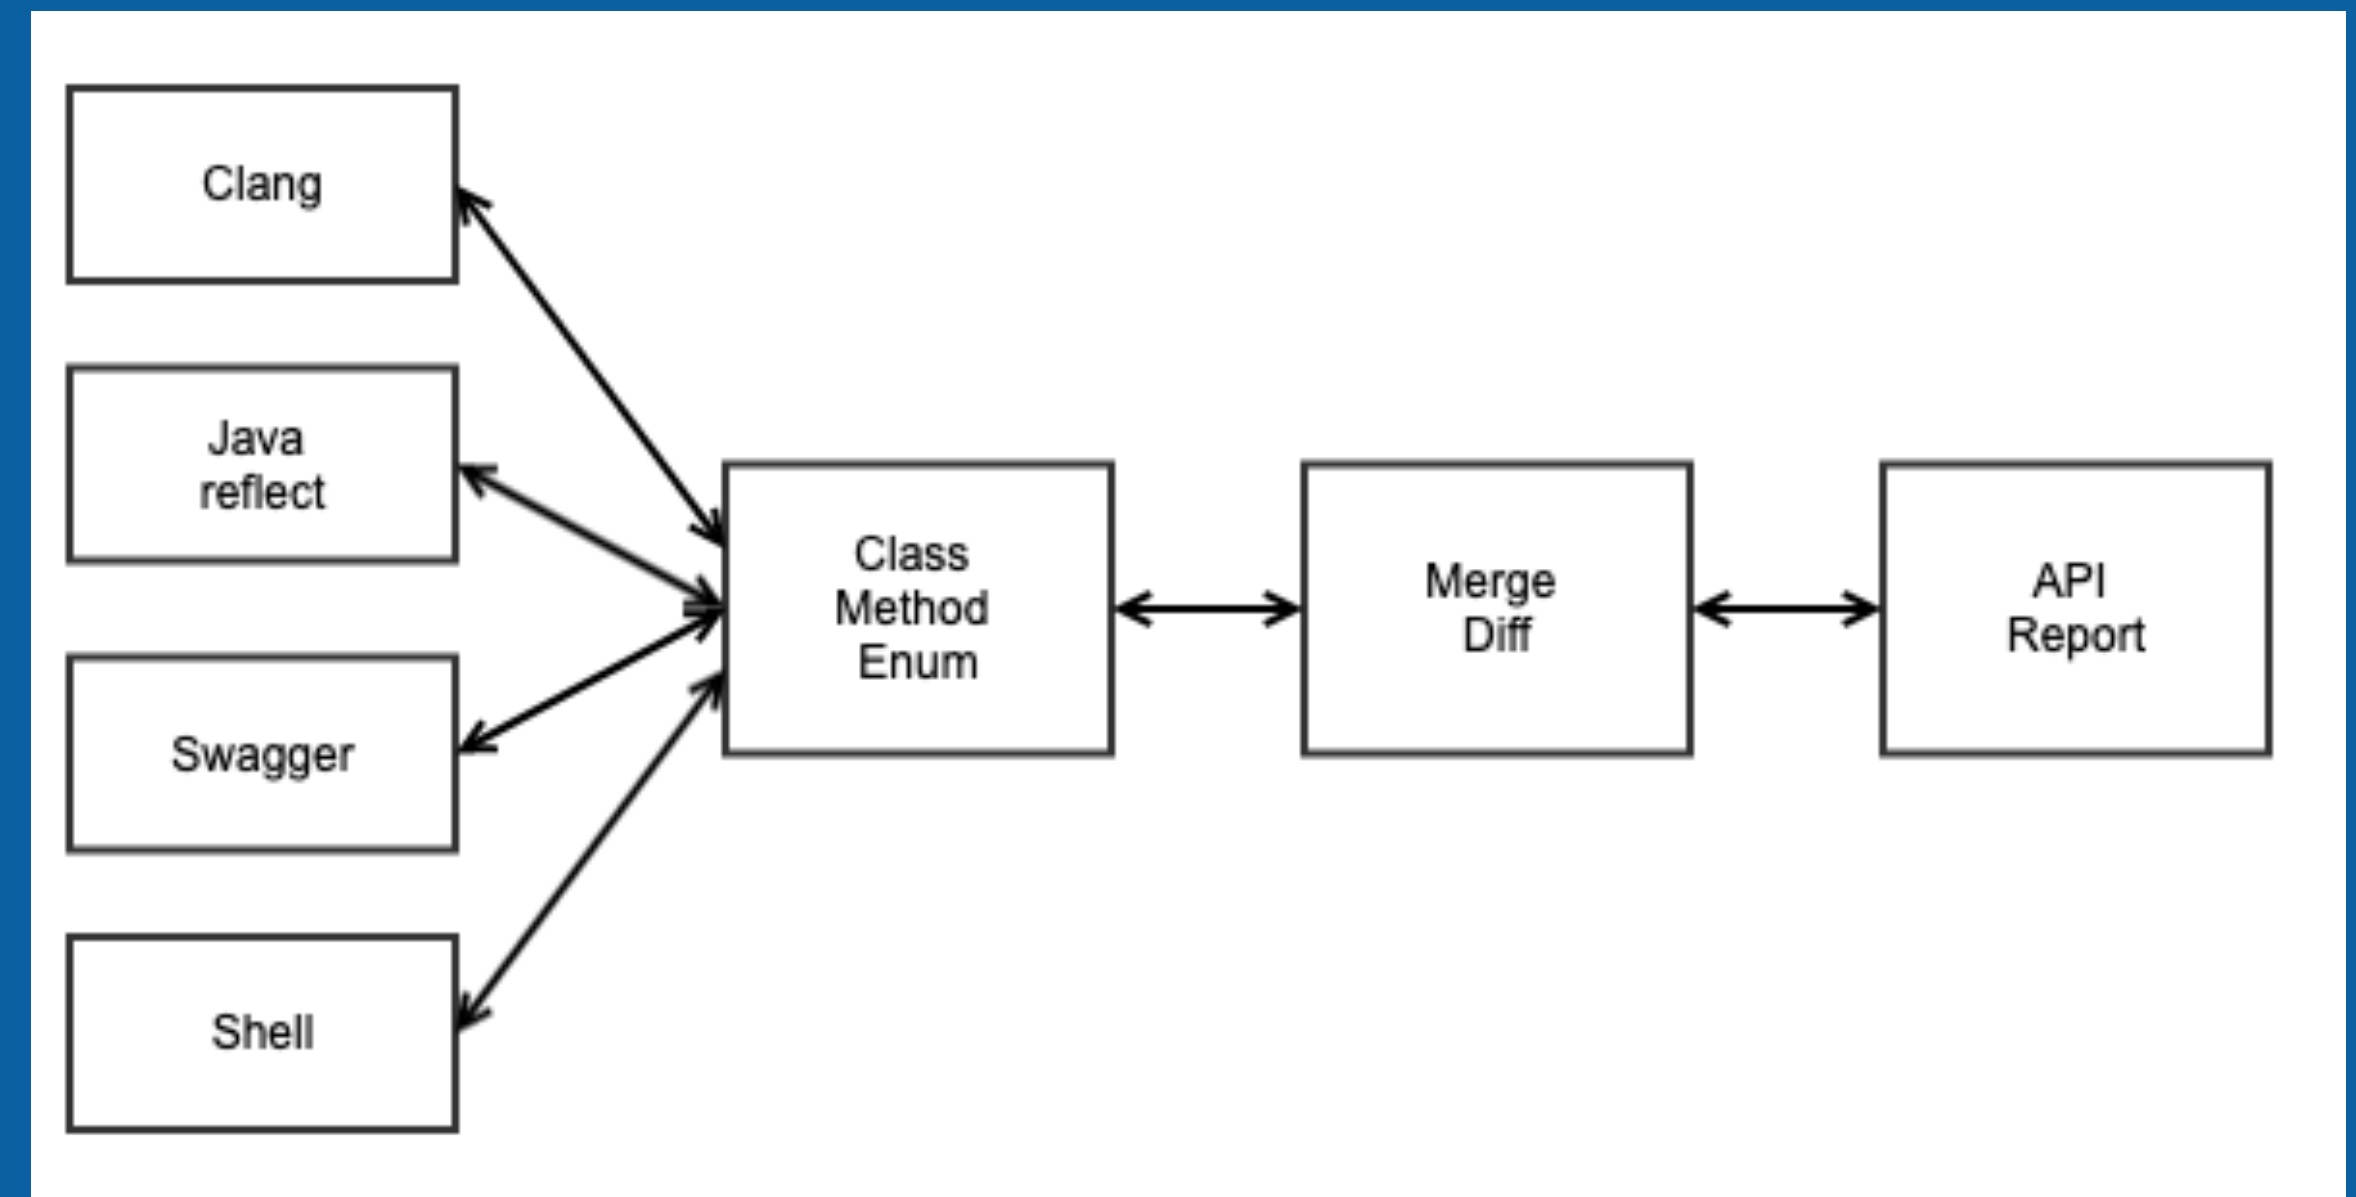 Clang
Java
reflect
Swagger
Shell
Class
Method
Enum
Merge
Diff
API
Report